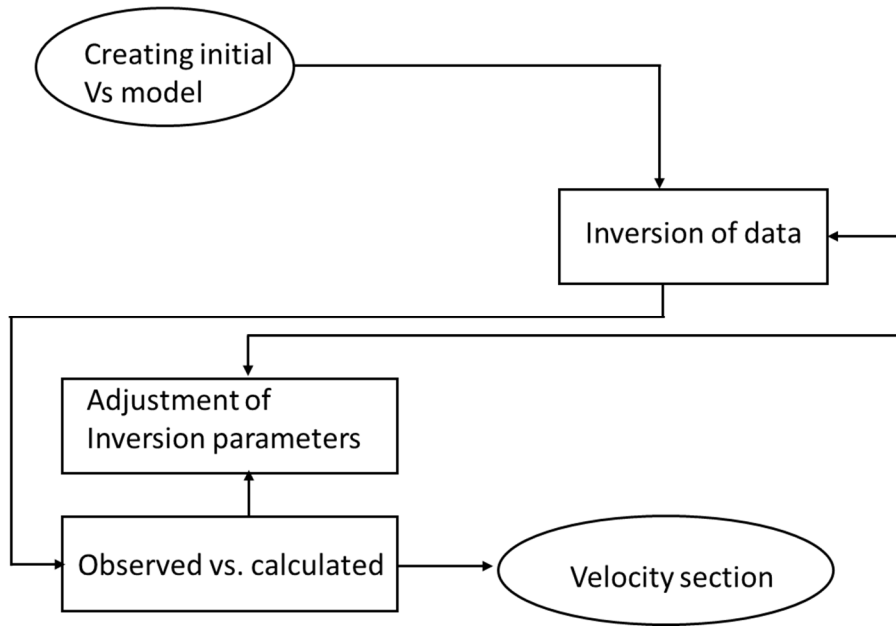 Creating initial
Vs model
Inversion of data
Adjustment of
Inversion parameters
Observed vs. calculated
Velocity section